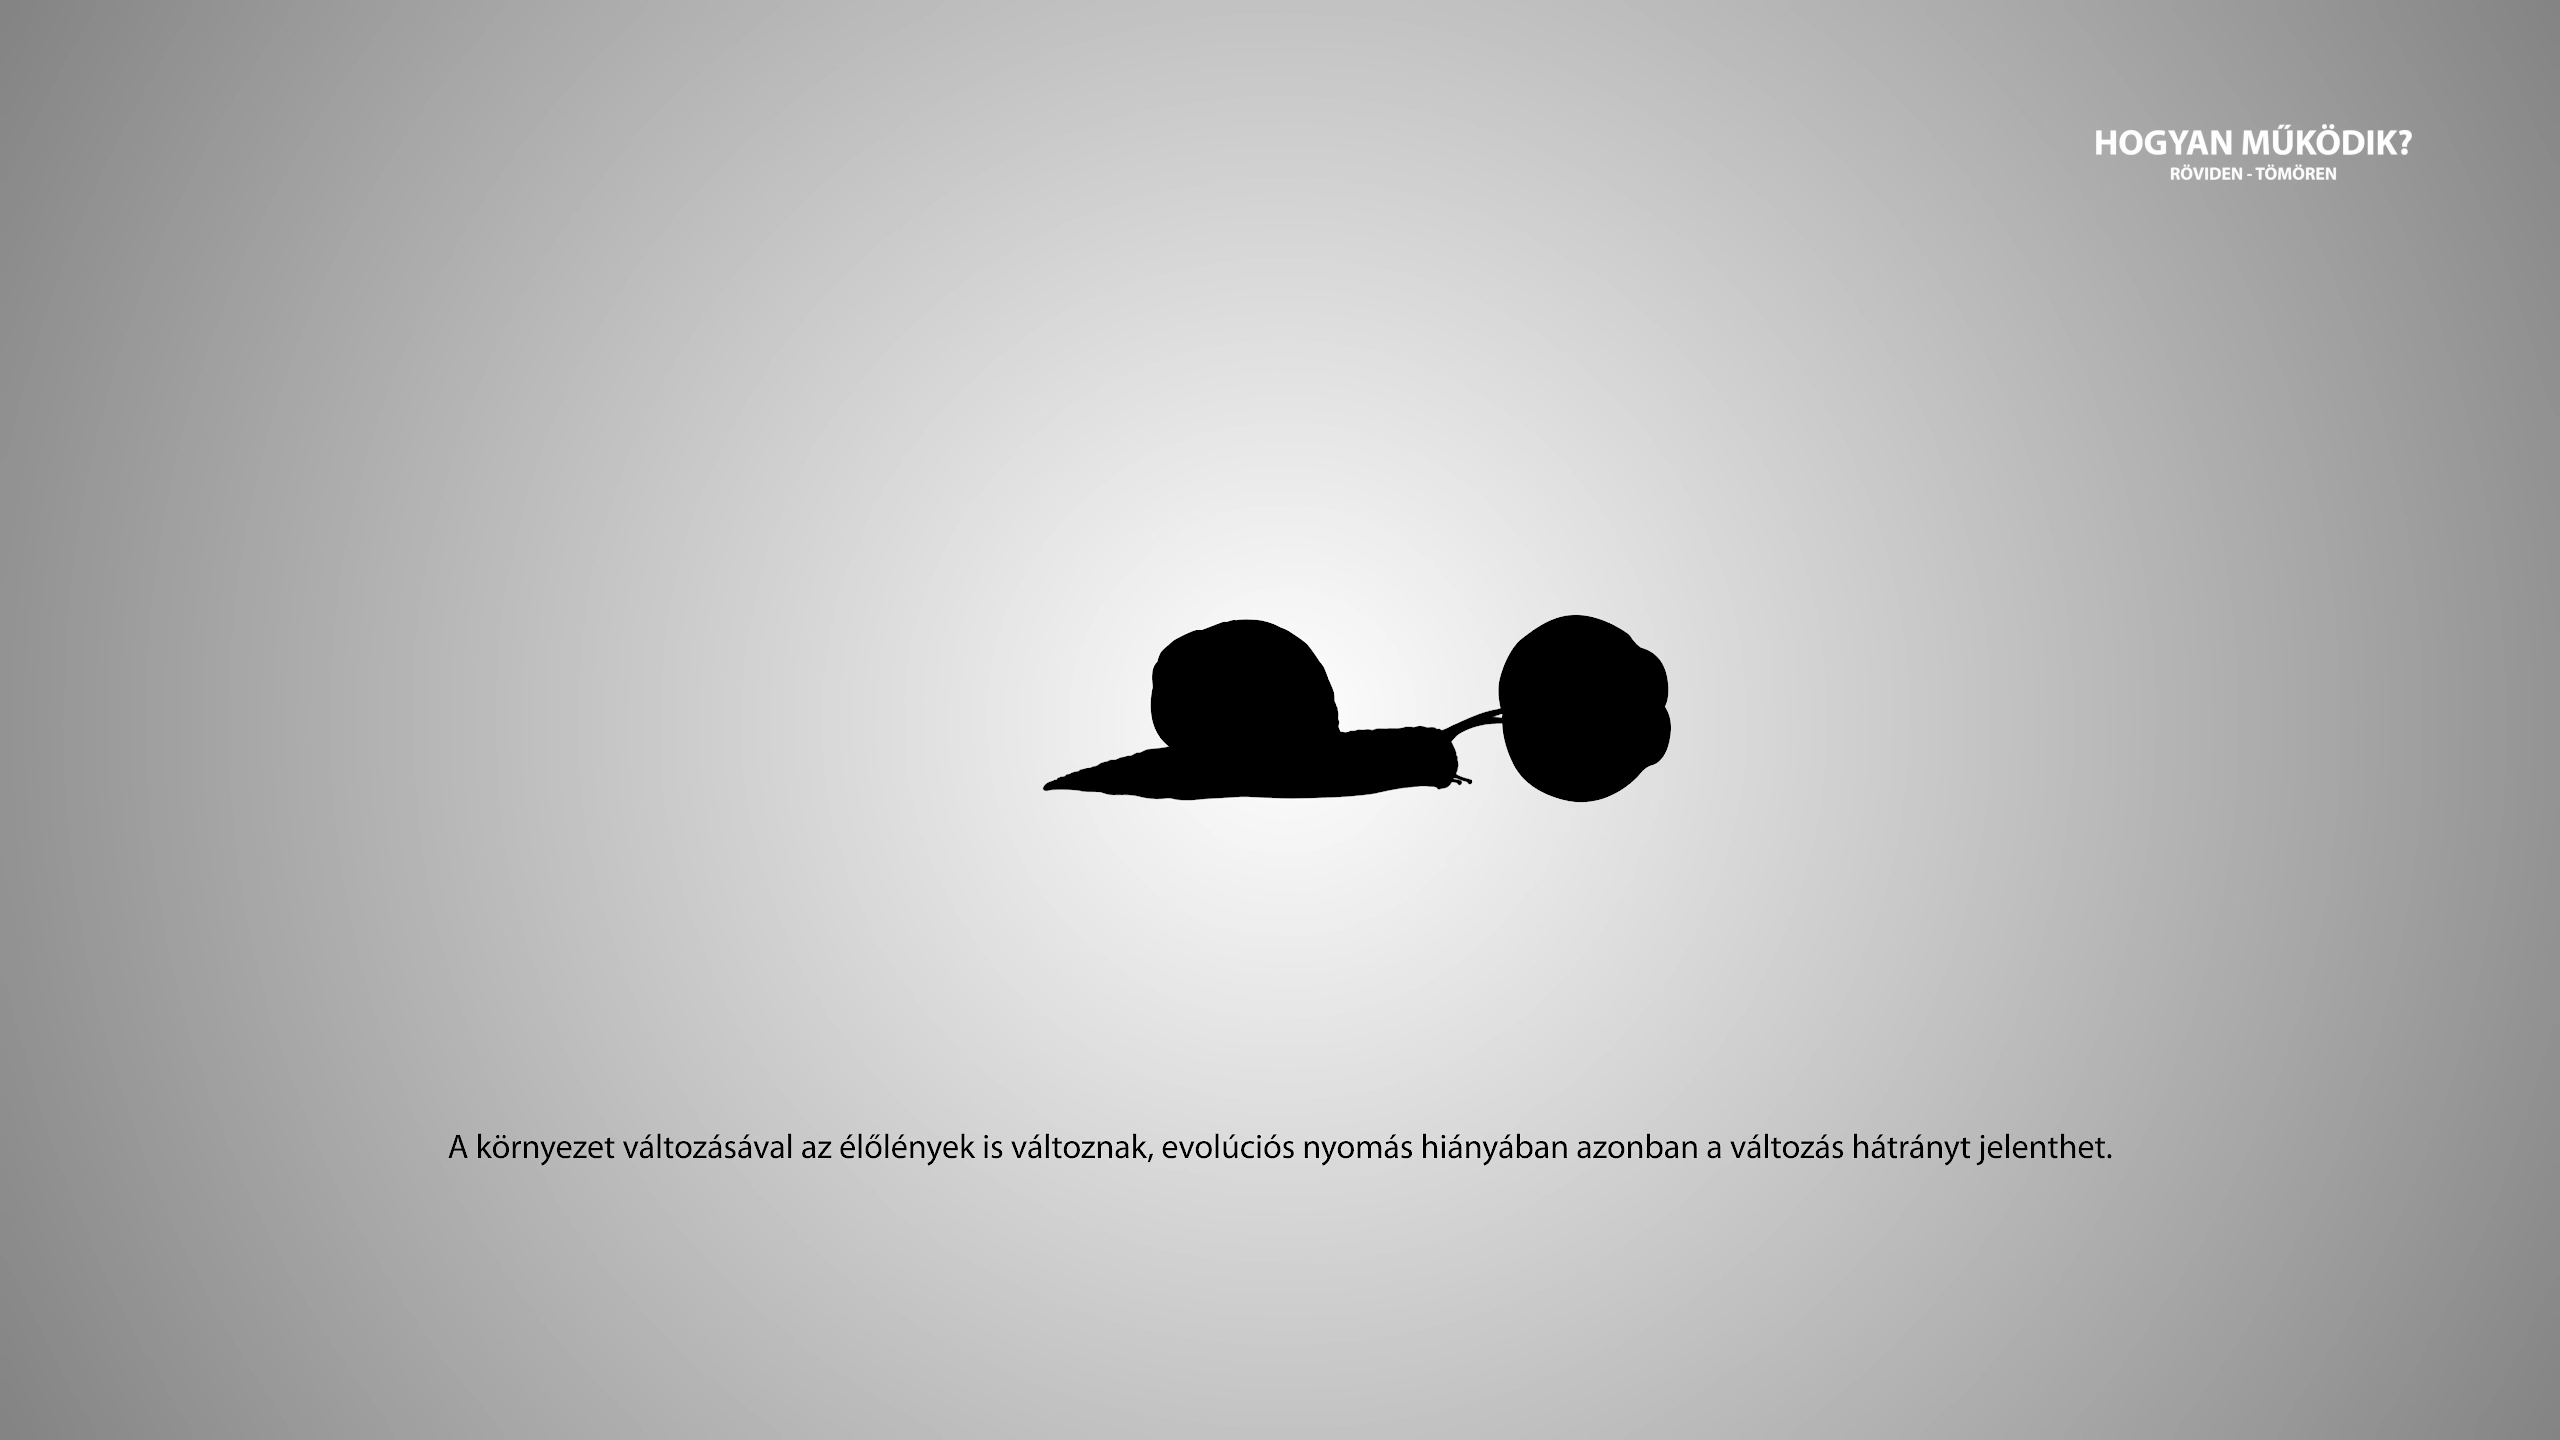 HOGYAN MŰKÖDIK?
RÖVIDEN - TÖMÖREN
A környezet változásával az élőlények is változnak, evolúciós nyomás hiányában azonban a változás hátrányt jelenthet.